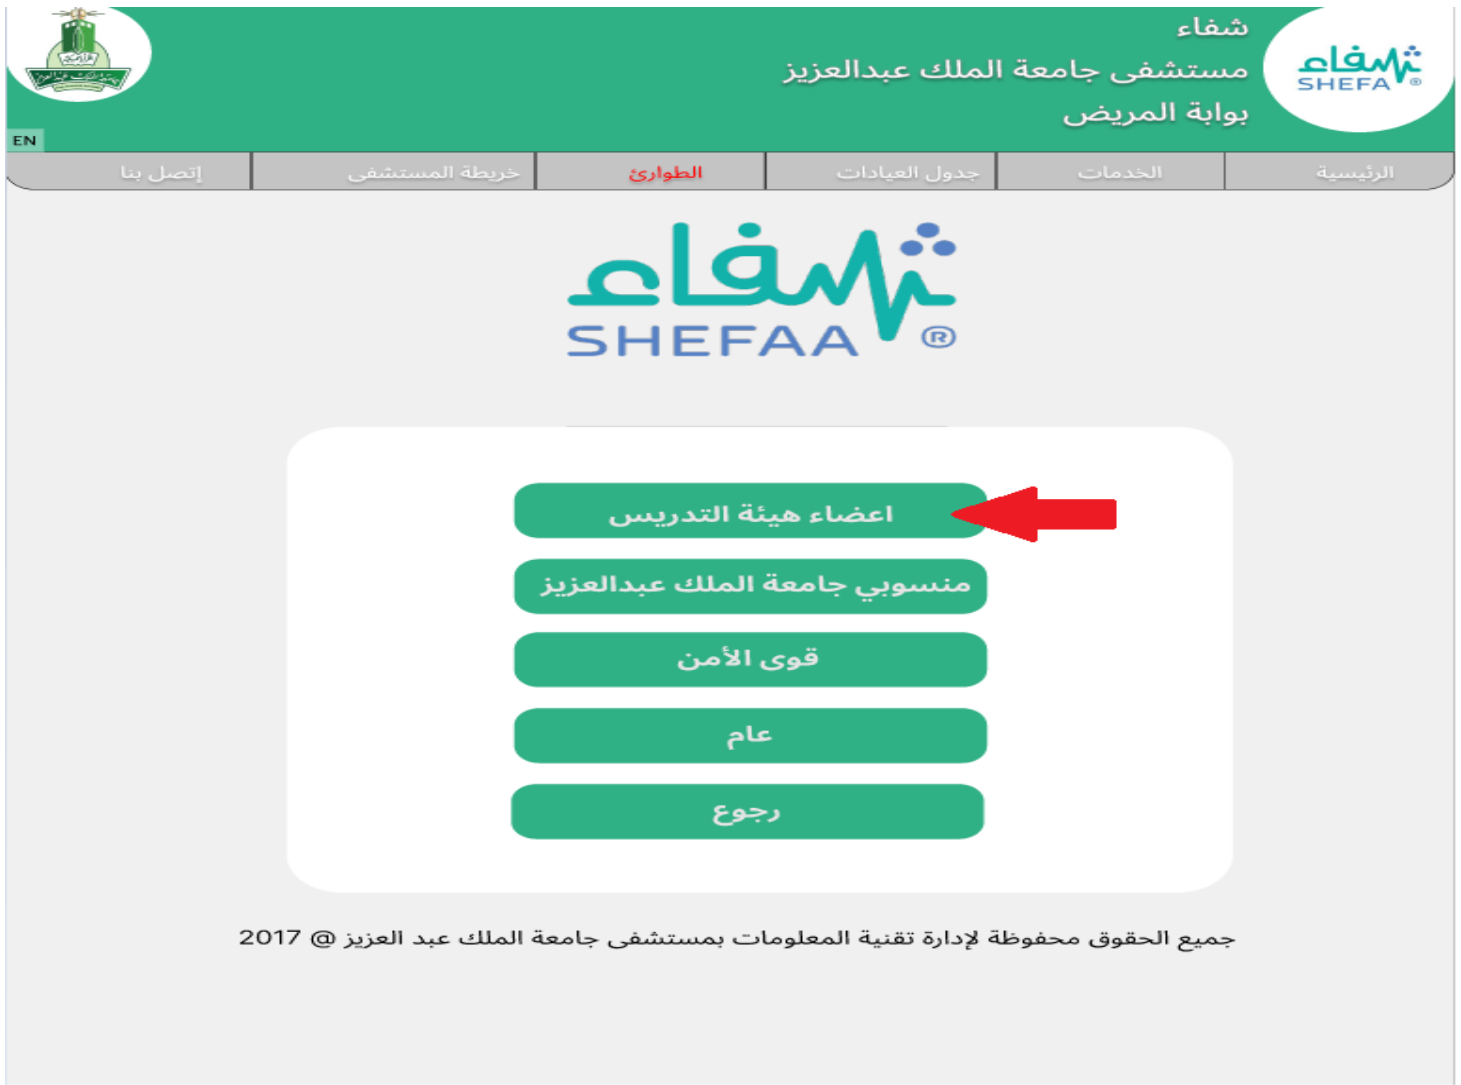 شفاء
مستشفى جامعة الملك عبدالعزيز
بوابة المريض
شفاء
SHEFA
®
EN
الرئيسية
الخدمات
جدول العيادات
الطوارئ
خريطة المستشفى
إتصل بنا
شفاء
SHEFAA ®
اعضاء هيئة التدريس
منسوبي جامعة الملك عبدالعزيز
قوى الأمن
عام
رجوع
جميع الحقوق محفوظة لإدارة تقنية المعلومات بمستشفى جامعة الملك عبد العزيز @ 2017